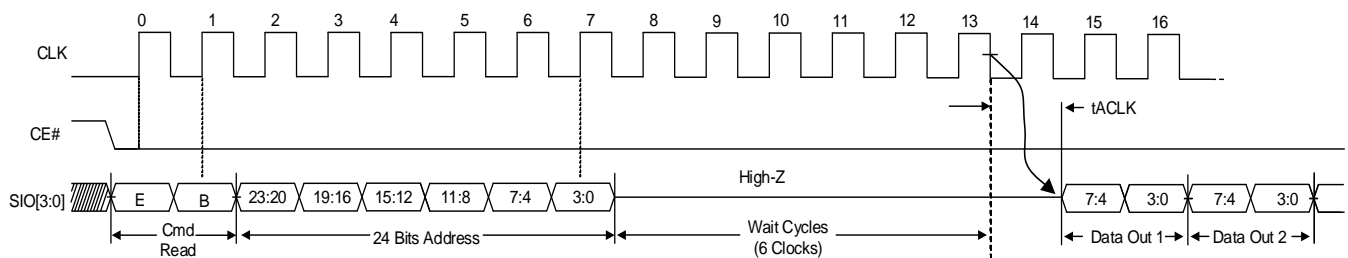 0 1 2 3 4 5 6 7 8 9 10 11 12 13 14 15 16
CLK
tACLK
CE#
High-Z
SIO[3:0] E B 23:20 19:16 15:12 11:8 7:4 3:0 7:4 3:0 7:4 3:0
Cmd 24 Bits Address Wait Cycles Data Out 1 Data Out 2
Read (6 Clocks)